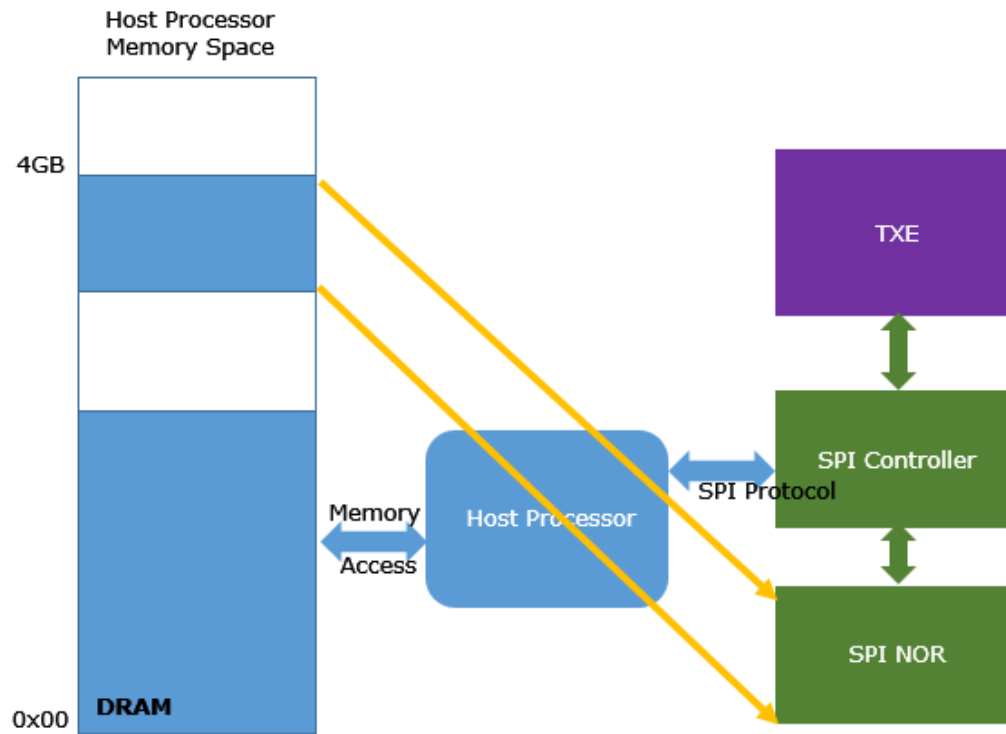 Host Processor
Memory Space
4GB
TXE
SPI Controller
SPI Protocol
Memory
Host Processor
Access
SPI NOR
DRAM
0x00